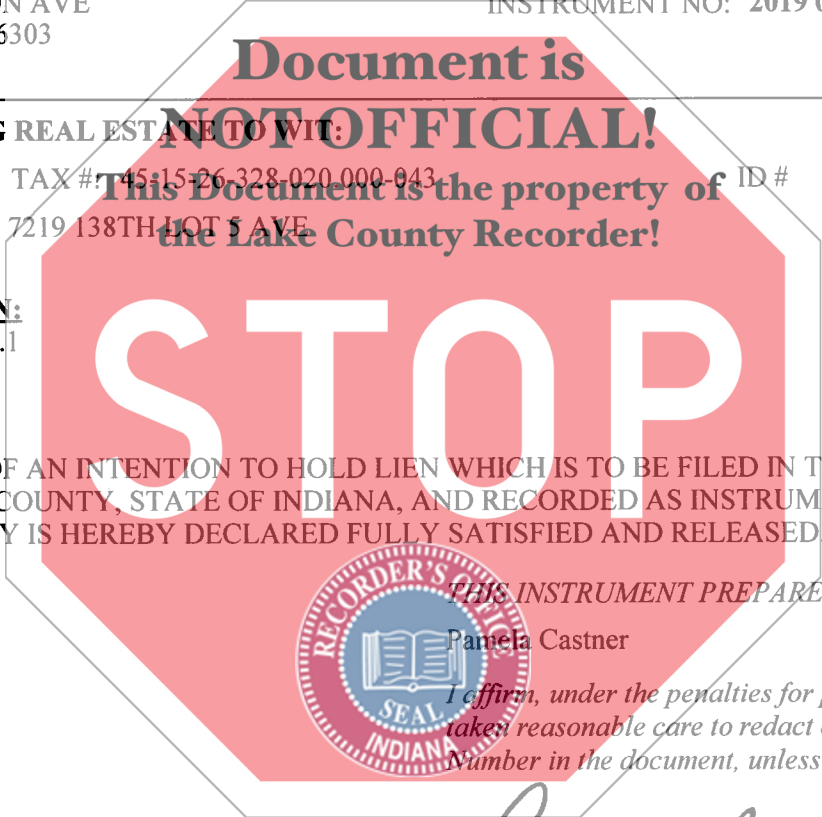 N AVE
INSTRUMENT NO: 2019 0
6303
Document is
NOT OFFICIAL!
G REAL ESTATE TO WIT:
TAX #: 45-15-26-328-020.000-043
ID #
This Document is the property of
7219 138TH LOT 5 AVE
the Lake County Recorder!
N:
.1
STOP
OF AN INTENTION TO HOLD LIEN WHICH IS TO BE FILED IN T
COUNTY, STATE OF INDIANA, AND RECORDED AS INSTRUM
Y IS HEREBY DECLARED FULLY SATISFIED AND RELEASED
THIS INSTRUMENT PREPARE
Pamela Castner
I affirm, under the penalties for p
taken reasonable care to redact
Number in the document, unless
RECORDER'S OFFICE
SEAL
INDIANA